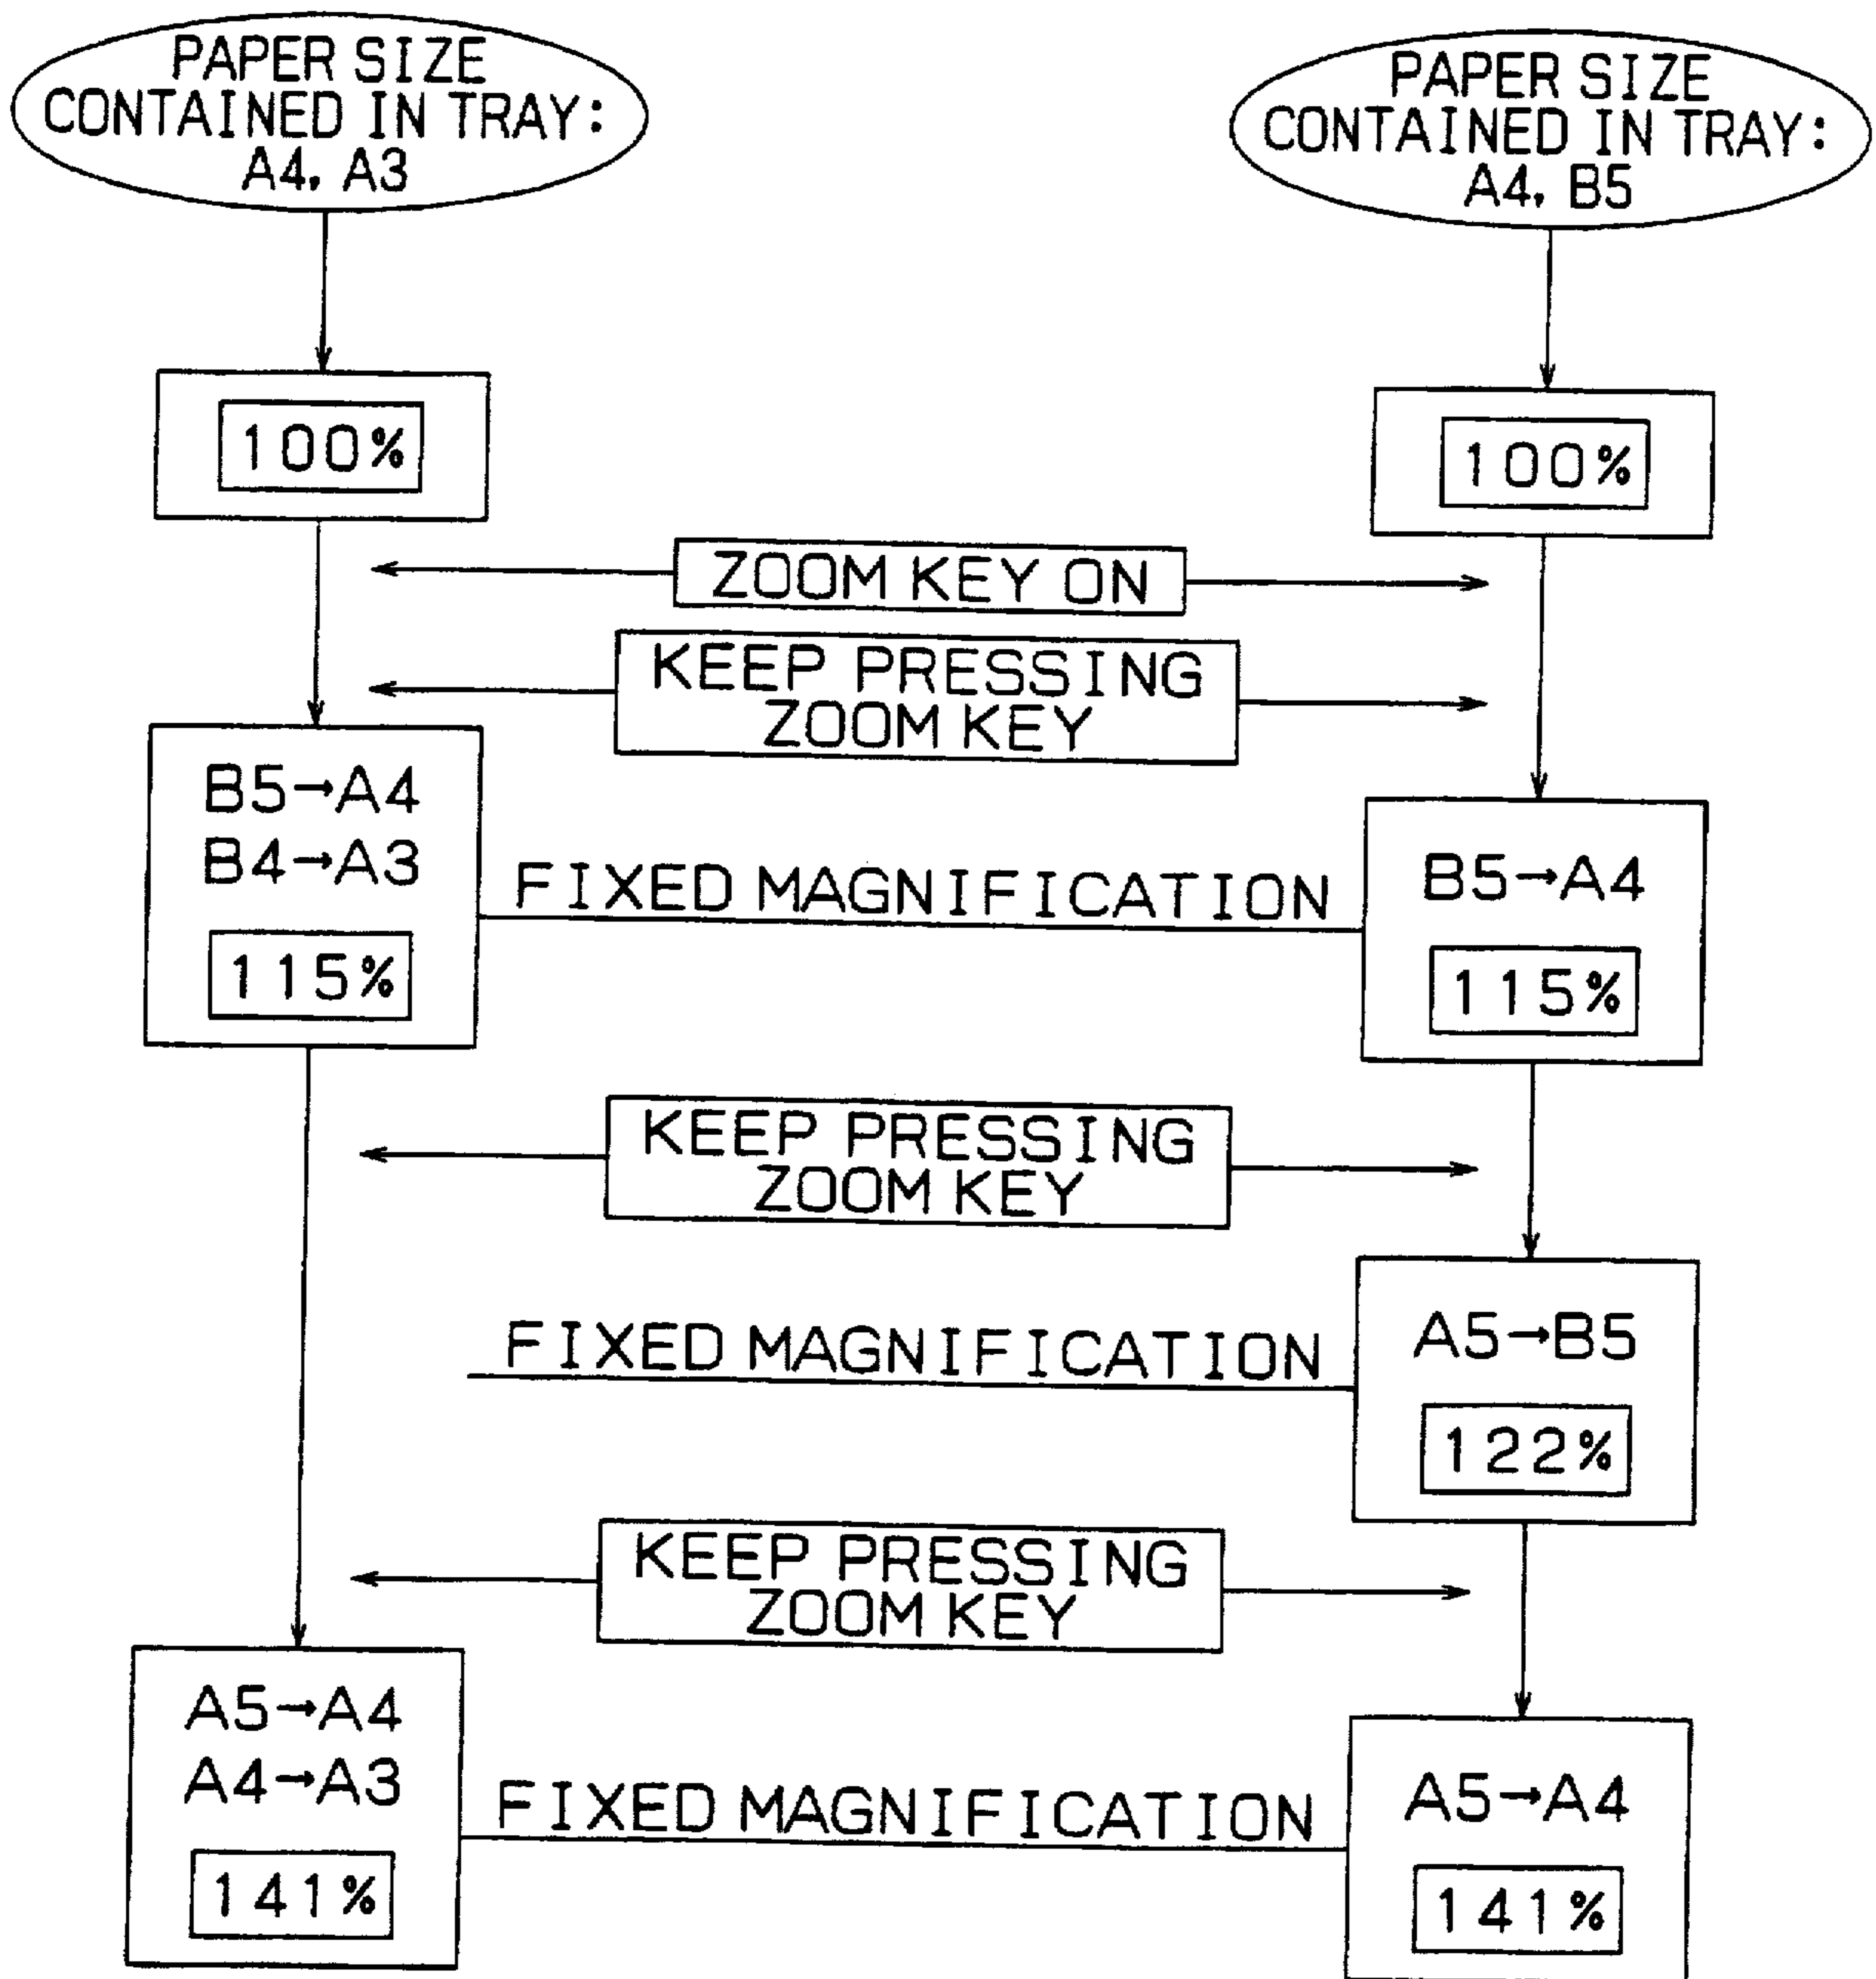 PAPER SIZE
CONTAINED IN TRAY:
A4, A3
PAPER SIZE
CONTAINED IN TRAY:
A4, B5
100%
100%
ZOOM KEY ON
KEEP PRESSING
ZOOM KEY
B5→A4
B4→A3
115%
FIXED MAGNIFICATION
B5→A4
115%
KEEP PRESSING
ZOOM KEY
FIXED MAGNIFICATION
A5→B5
122%
KEEP PRESSING
ZOOM KEY
A5→A4
A4→A3
141%
FIXED MAGNIFICATION
A5→A4
141%